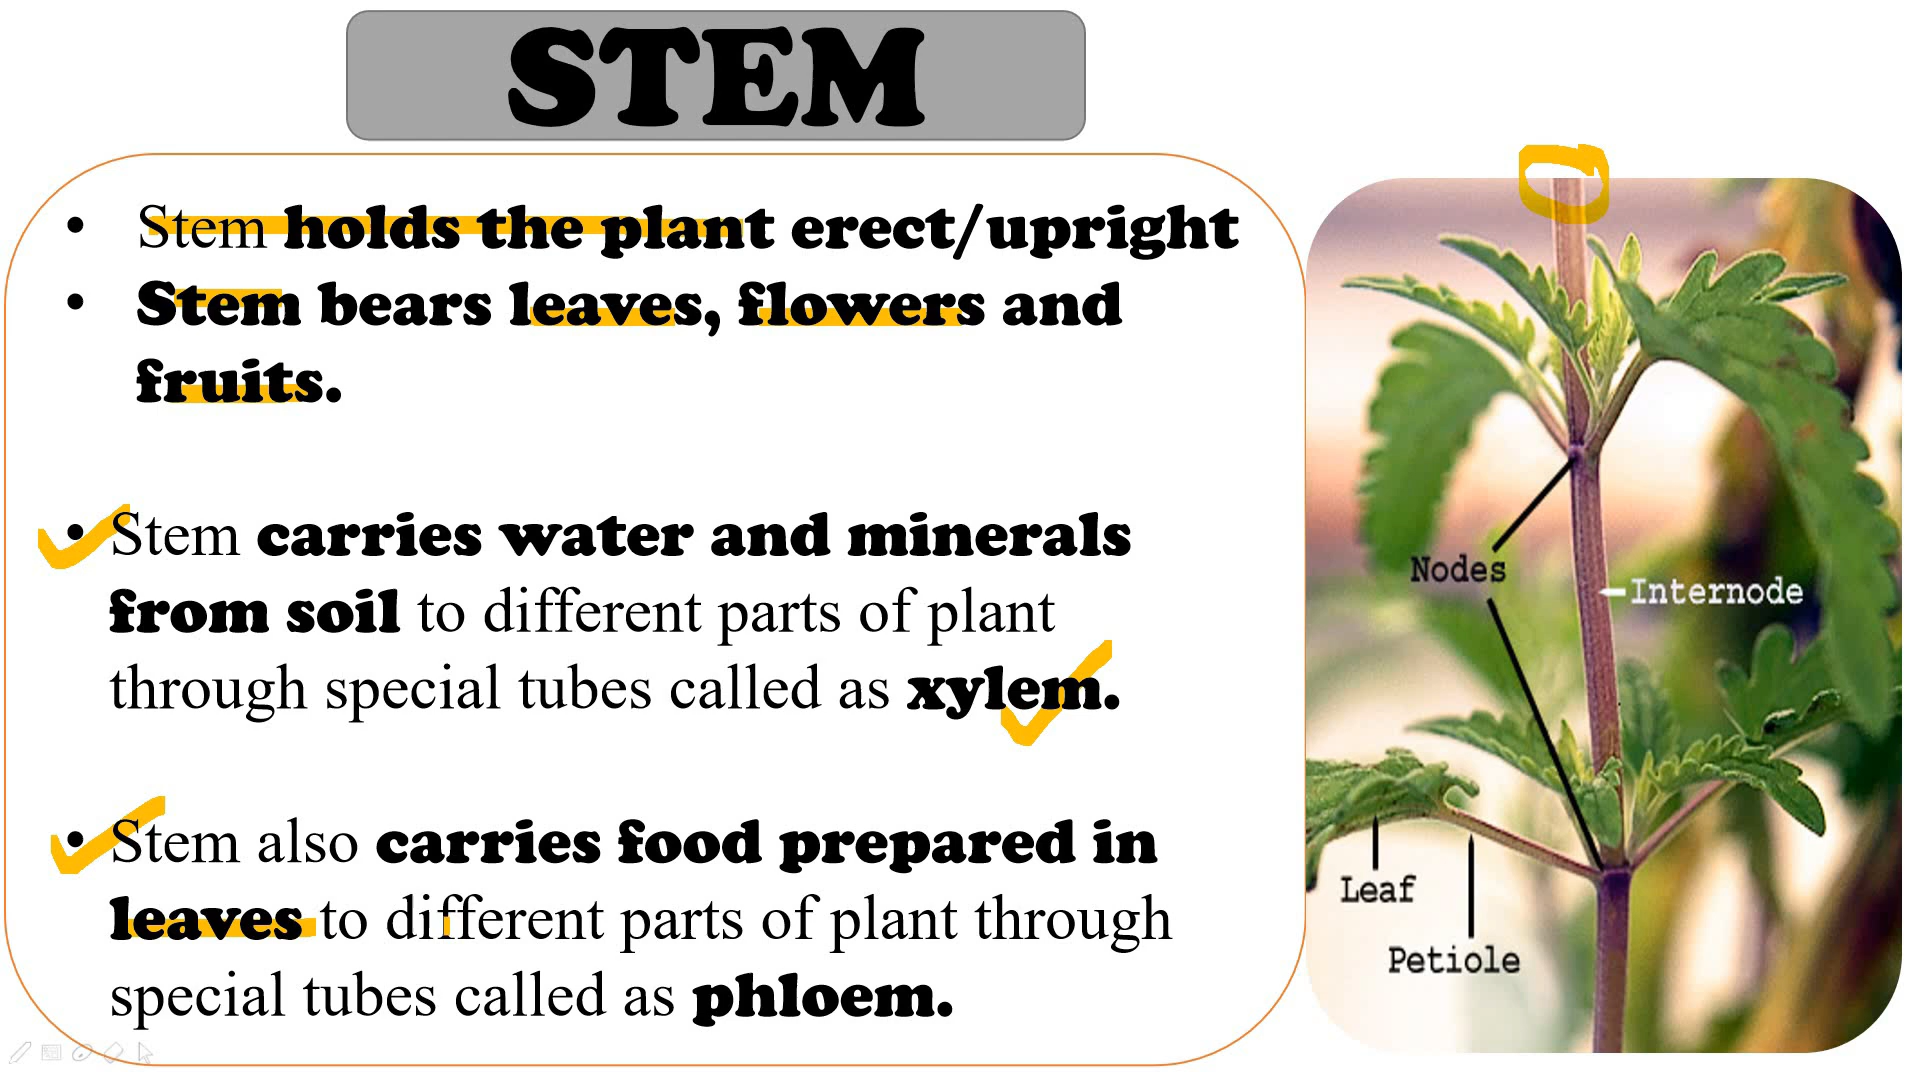 STEM
• Stem holds the plant erect/upright
• Stem bears leaves, flowers and
fruits.
• Stem carries water and minerals
from soil to different parts of plant
through special tubes called as xylem.
• Stem also carries food prepared in
leaves to different parts of plant through
special tubes called as phloem.
Nodes
Internode
Leaf
Petiole